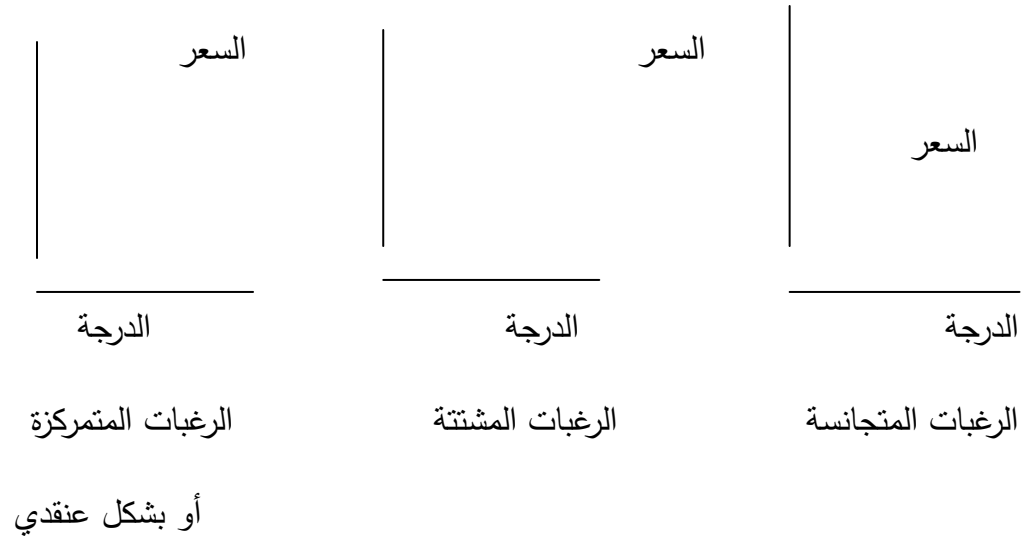 السعر
السعر
السعر
الدرجة
الدرجة
الدرجة
الرغبات المتجانسة
الرغبات المشتتة
الرغبات المتمركزة
أو بشكل عنقدي